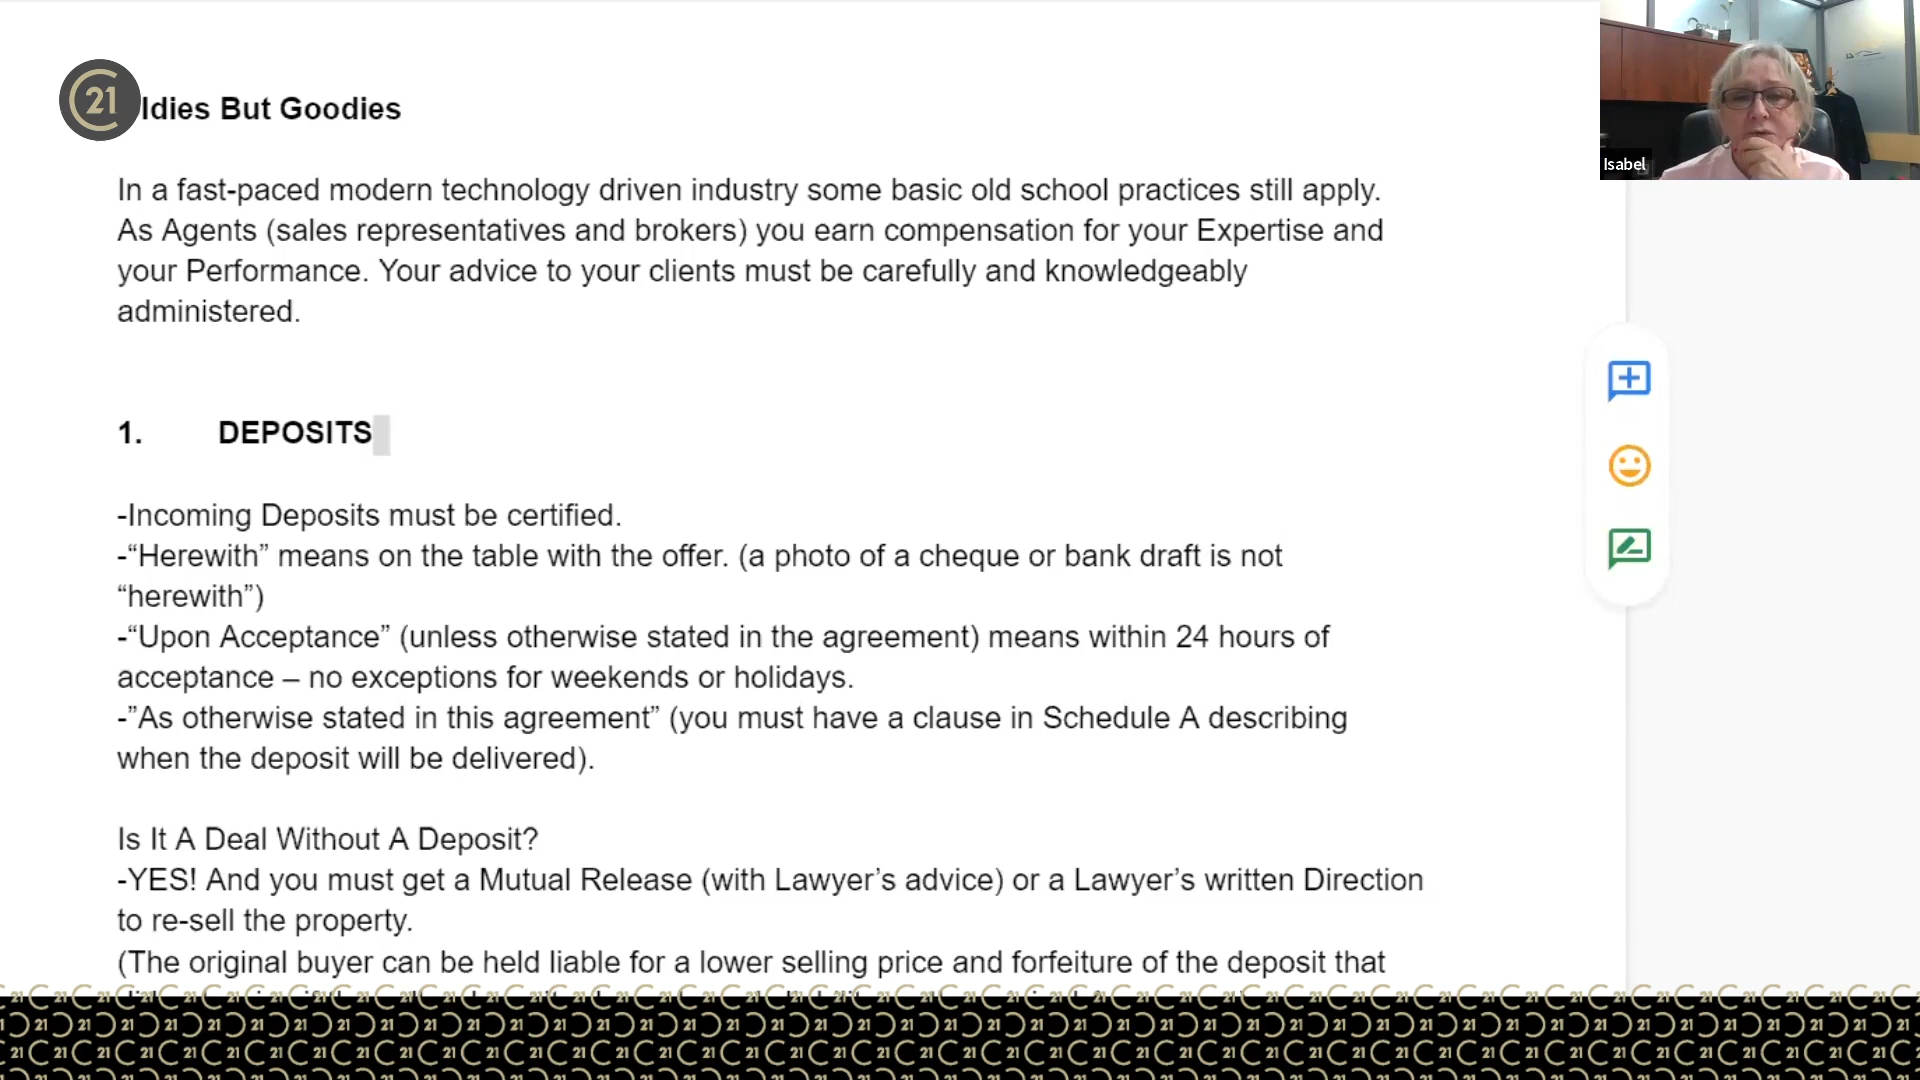 21
ldies But Goodies
Isabel
In a fast-paced modern technology driven industry some basic old school practices still apply.
As Agents (sales representatives and brokers) you earn compensation for your Expertise and
your Performance. Your advice to your clients must be carefully and knowledgeably
administered.
1. DEPOSITS
-Incoming Deposits must be certified.
-“Herewith” means on the table with the offer. (a photo of a cheque or bank draft is not
“herewith”)
-“Upon Acceptance” (unless otherwise stated in the agreement) means within 24 hours of
acceptance – no exceptions for weekends or holidays.
-”As otherwise stated in this agreement” (you must have a clause in Schedule A describing
when the deposit will be delivered).
Is It A Deal Without A Deposit?
-YES! And you must get a Mutual Release (with Lawyer’s advice) or a Lawyer’s written Direction
to re-sell the property.
(The original buyer can be held liable for a lower selling price and forfeiture of the deposit that